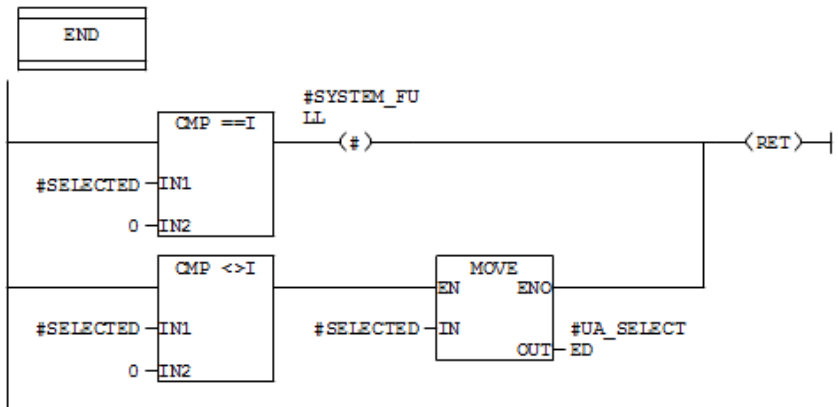 END
#SYSTEM_FU
LL
CMP ==I
(#)
(RET)
#SELECTED IN1
0 IN2
CMP <>I
MOVE
EN ENO
#SELECTED IN1
#SELECTED IN
#UA_SELECT
OUT ED
0 IN2